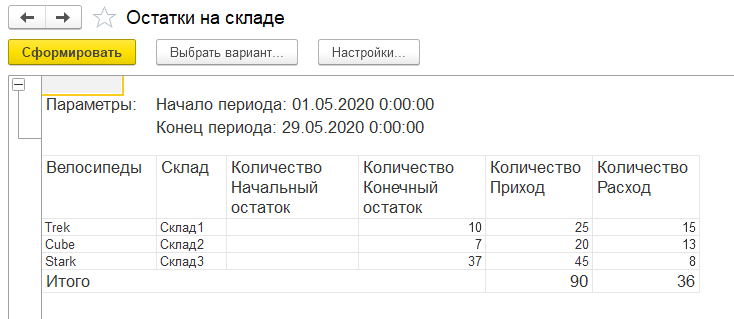 Остатки на складе
Сформировать Выбрать вариант... Настройки...
Параметры: Начало периода: 01.05.2020 0:00:00
Конец периода: 29.05.2020 0:00:00
Велосипеды Склад Количество Количество Количество Количество
Начальный Конечный Приход Расход
остаток остаток
Trek Склад1 10 25 15
Cube Склад2 7 20 13
Stark Склад3 37 45 8
Итого 90 36